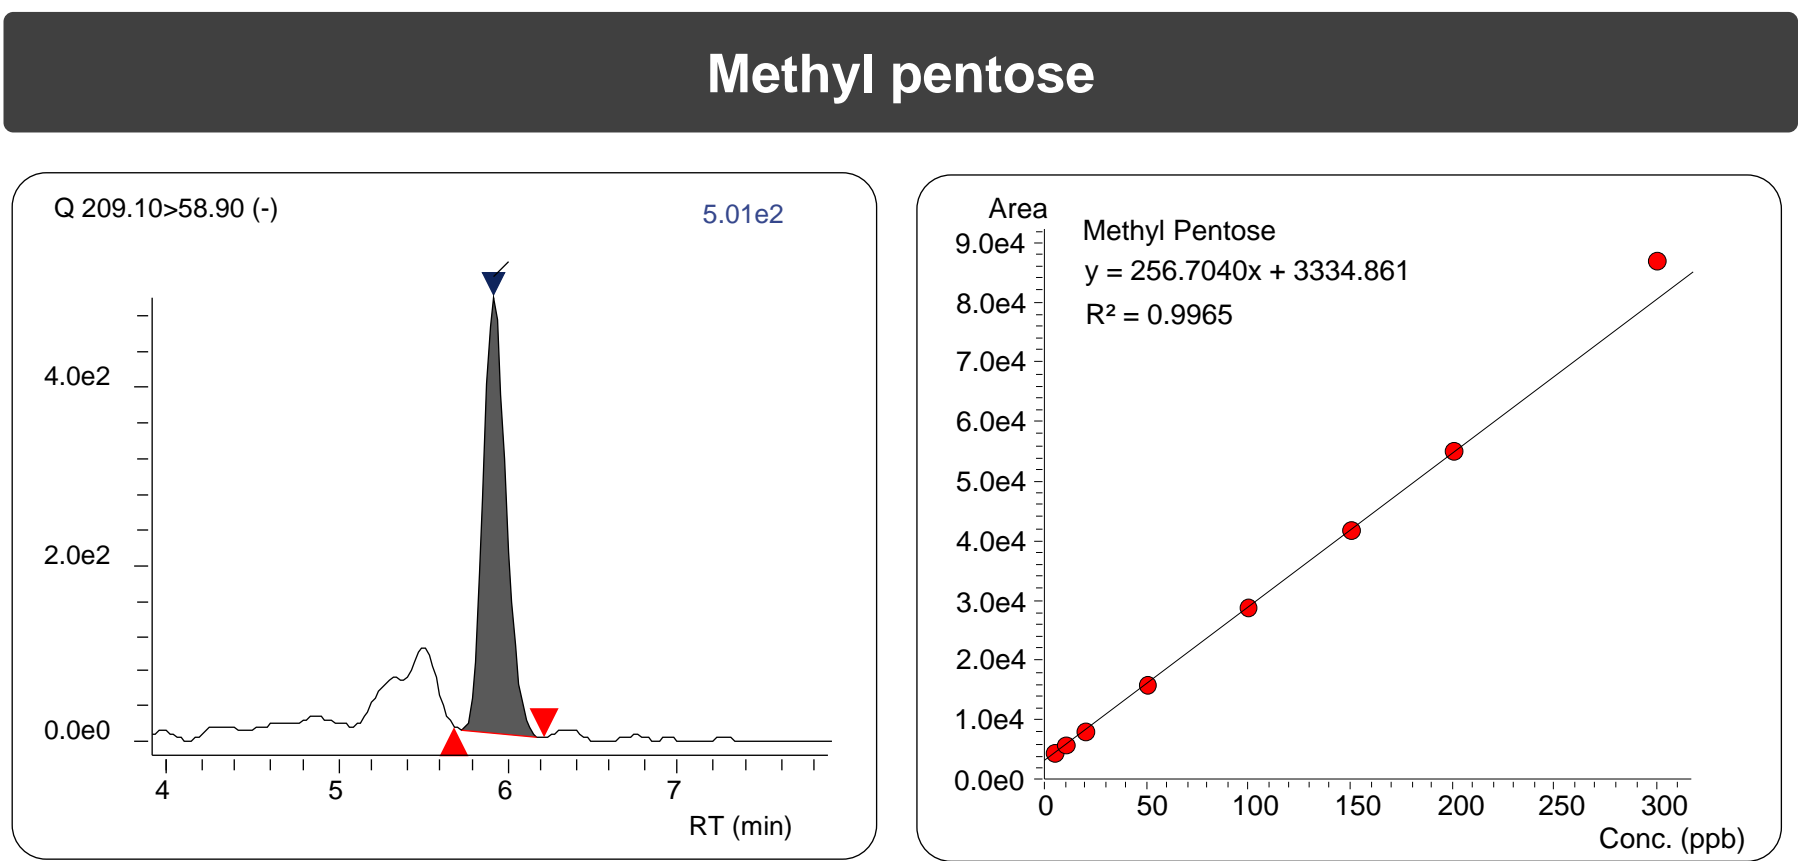 Methyl pentose
Q 209.10>58.90 (-)
5.01e2
4.0e2
2.0e2
0.0e0
4 5 6 7
RT (min)
Area
Methyl Pentose
y = 256.7040x + 3334.861
R² = 0.9965
9.0e4
8.0e4
7.0e4
6.0e4
5.0e4
4.0e4
3.0e4
2.0e4
1.0e4
0.0e0
0 50 100 150 200 250 300
Conc. (ppb)